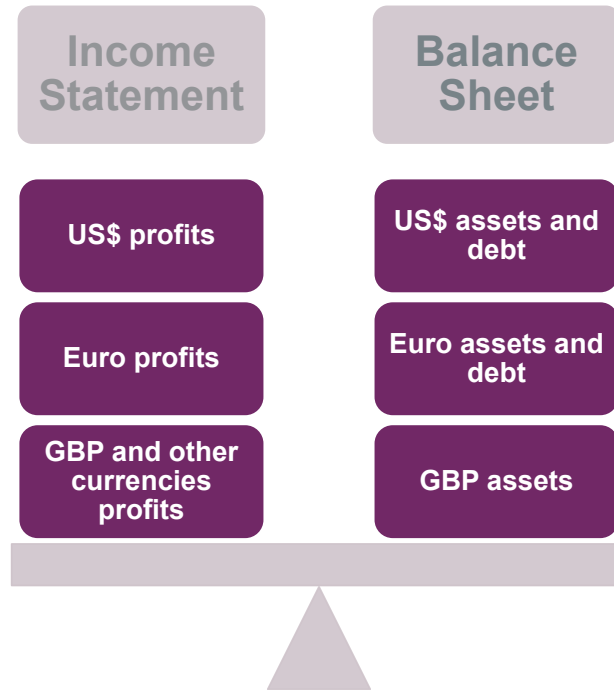 Income
Statement
Balance
Sheet
US$ profits
US$ assets and
debt
Euro profits
Euro assets and
debt
GBP and other
currencies
profits
GBP assets